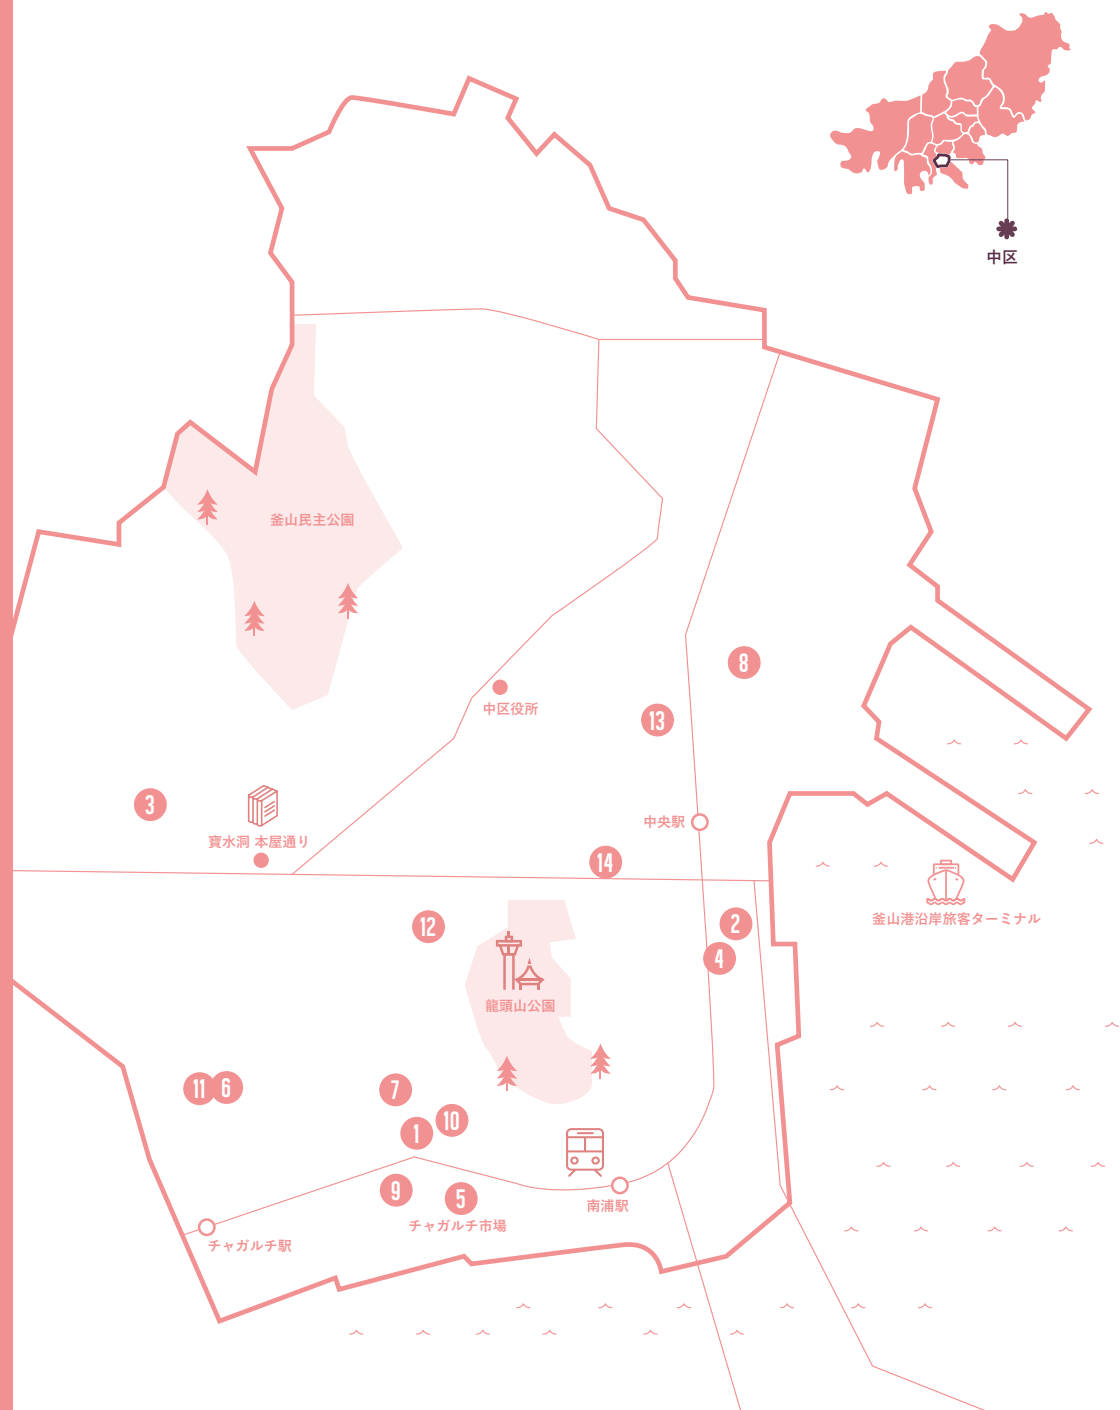 中区
釜山民主公園
中区役所
8
13
3
寶水洞 本屋通り
中央駅
14
釜山港沿岸旅客ターミナル
12
2
4
龍頭山公園
11
6
7
10
1
9
5
南浦駅
チャガルチ市場
チャガルチ駅